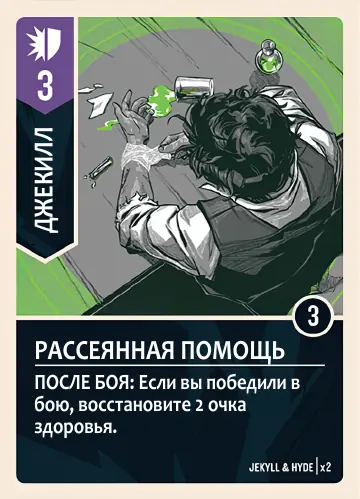 3
ДЖЕКИЛЛ
3
РАССЕЯННАЯ ПОМОЩЬ
ПОСЛЕ БОЯ: Если вы победили в
бою, восстановите 2 очка
здоровья.
JEKYLL & HYDE | x2